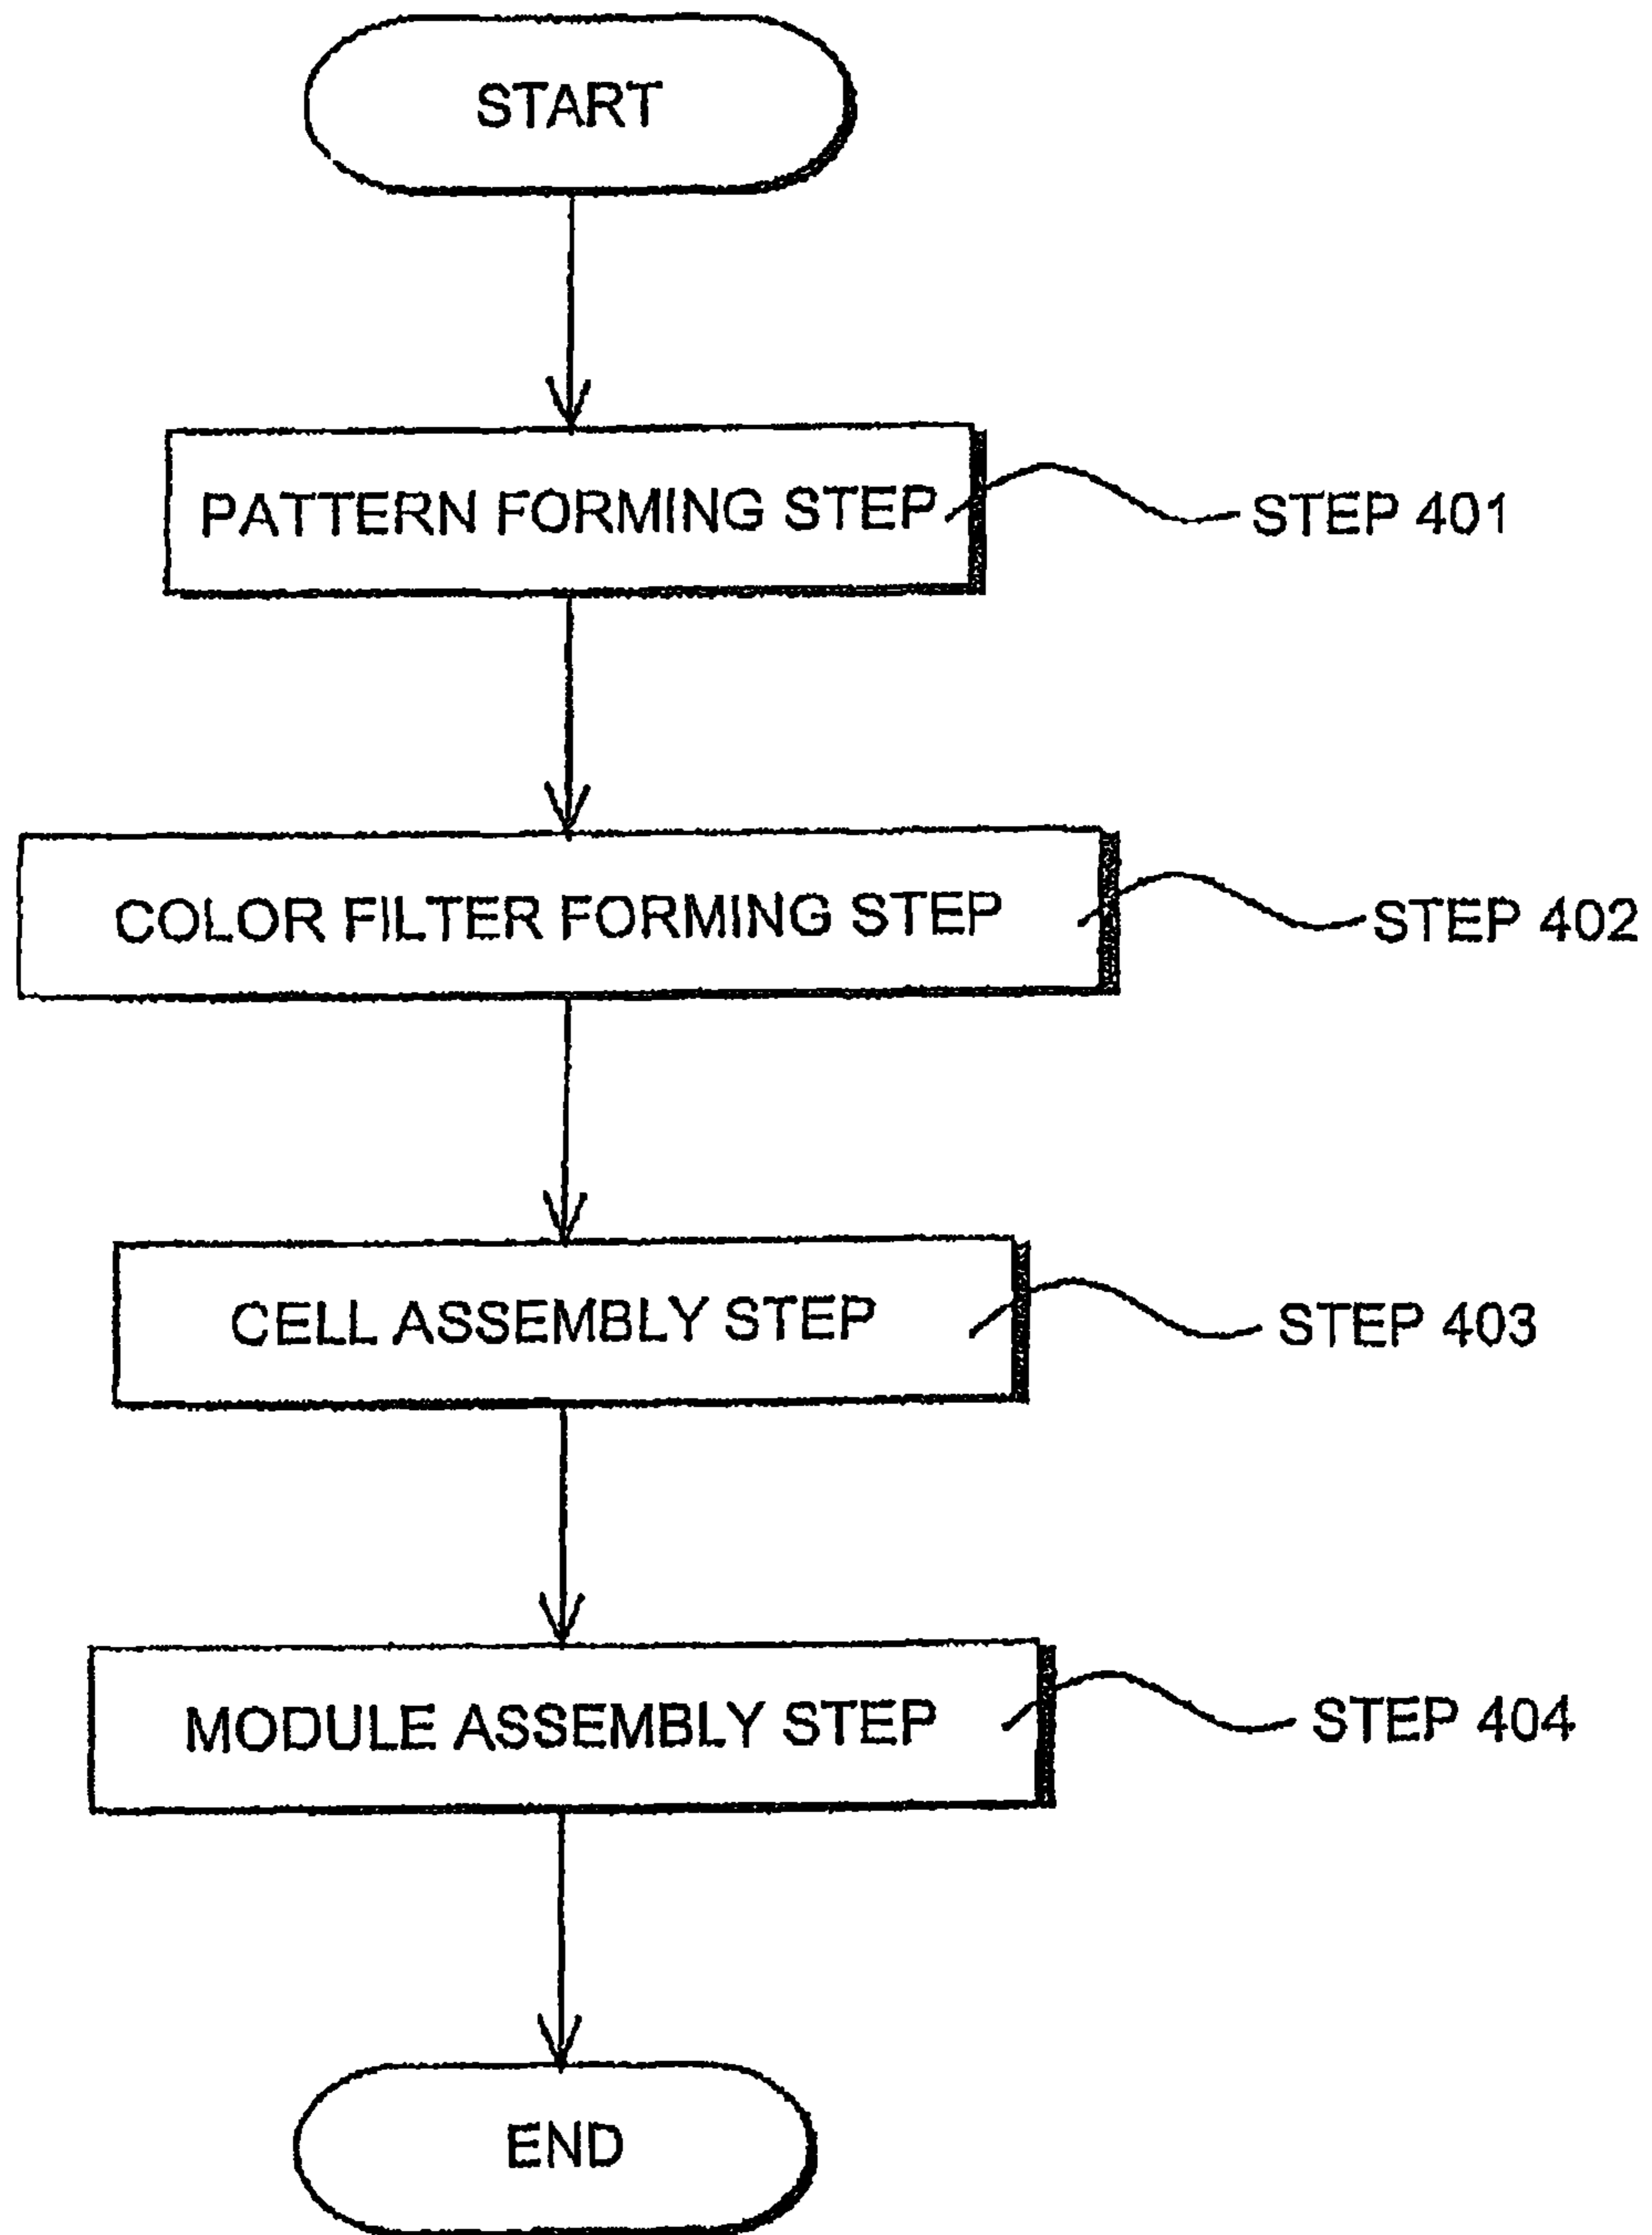 START
PATTERN FORMING STEP
STEP 401
COLOR FILTER FORMING STEP
STEP 402
CELL ASSEMBLY STEP
STEP 403
MODULE ASSEMBLY STEP
STEP 404
END